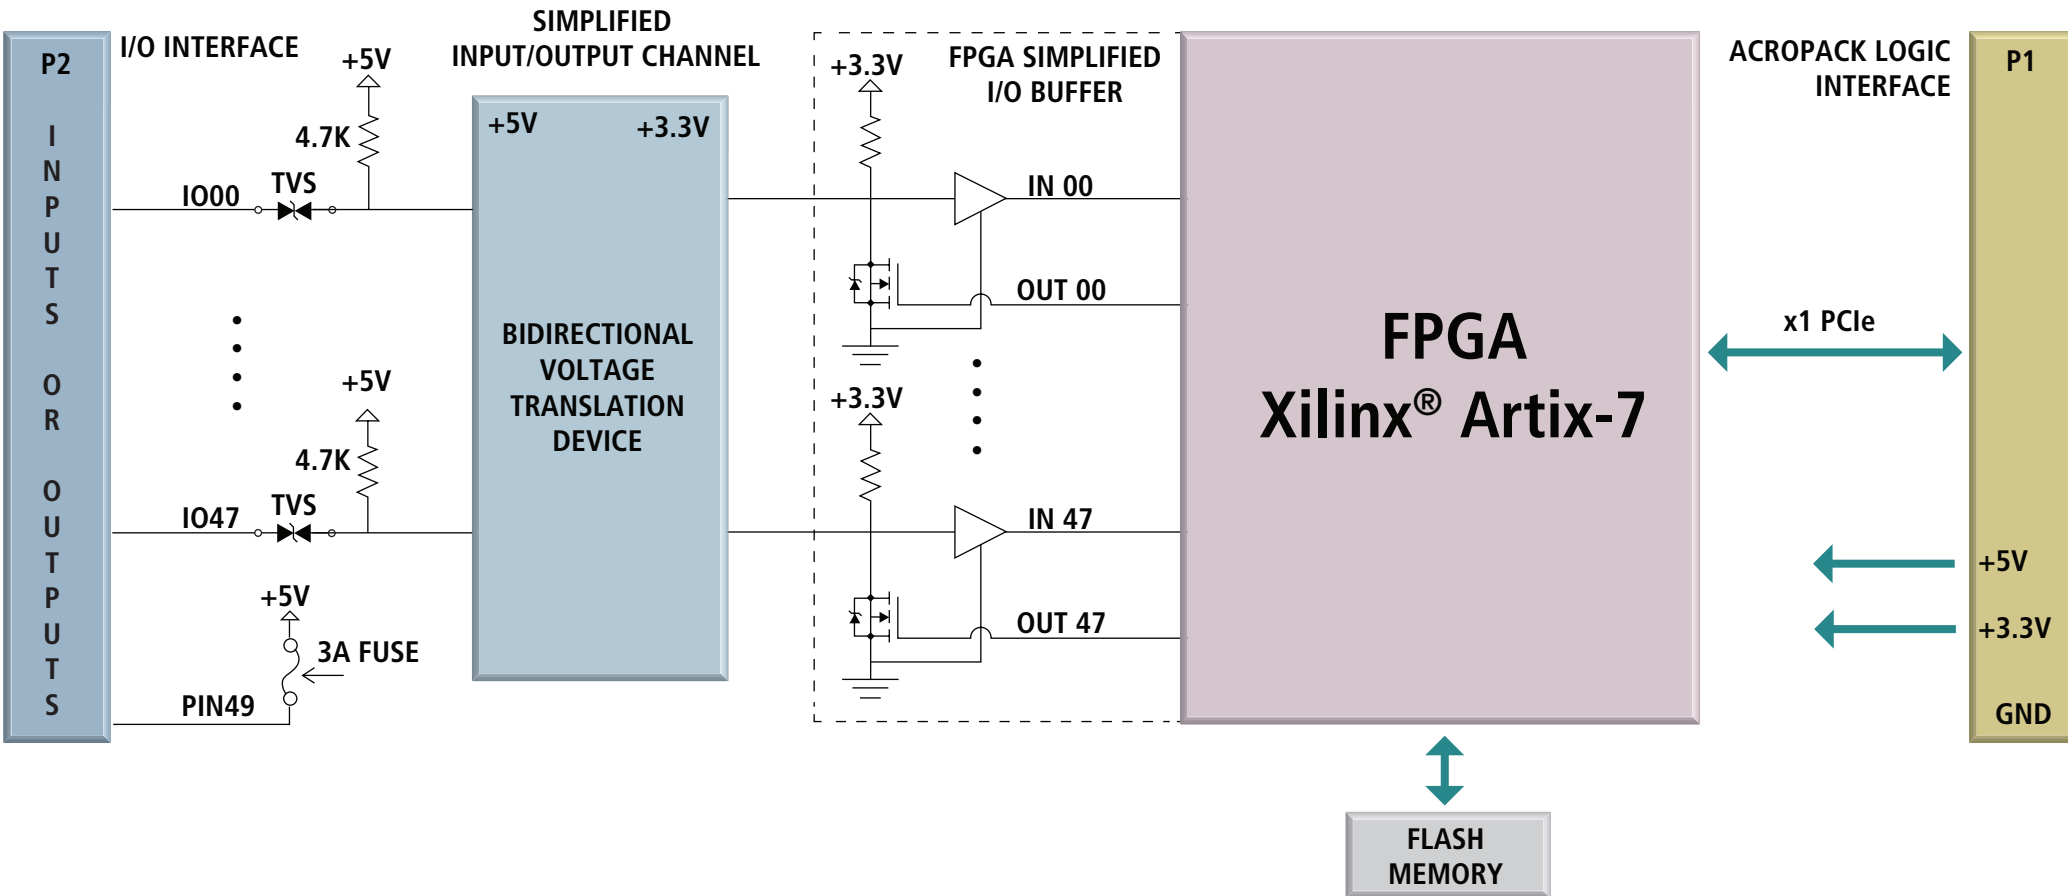 P2
INPUTS OR OUTPUTS
I/O INTERFACE
SIMPLIFIED
INPUT/OUTPUT CHANNEL
+5V
4.7K
IO00
TVS
+5V
4.7K
IO47
TVS
+5V
3A FUSE
PIN49
+5V +3.3V
BIDIRECTIONAL
VOLTAGE
TRANSLATION
DEVICE
FPGA SIMPLIFIED
I/O BUFFER
+3.3V
IN 00
OUT 00
+3.3V
IN 47
OUT 47
FPGA
Xilinx® Artix-7
FLASH
MEMORY
ACROPACK LOGIC
INTERFACE
x1 PCIe
P1
+5V
+3.3V
GND